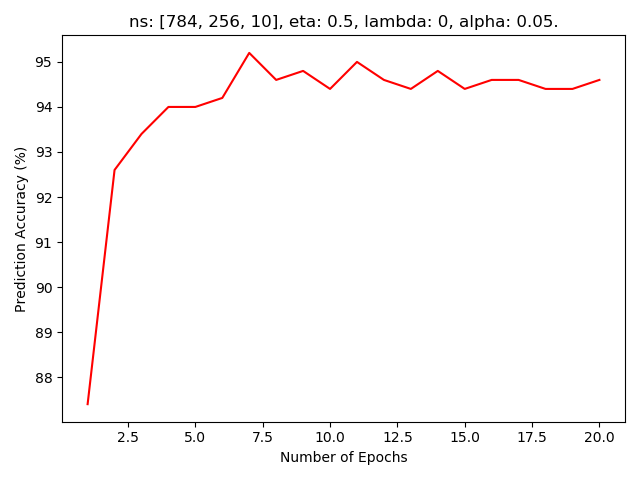 ns: [784, 256, 10], eta: 0.5, lambda: 0, alpha: 0.05.
Prediction Accuracy (%)
95
94
93
92
91
90
89
88
2.5 5.0 7.5 10.0 12.5 15.0 17.5 20.0
Number of Epochs